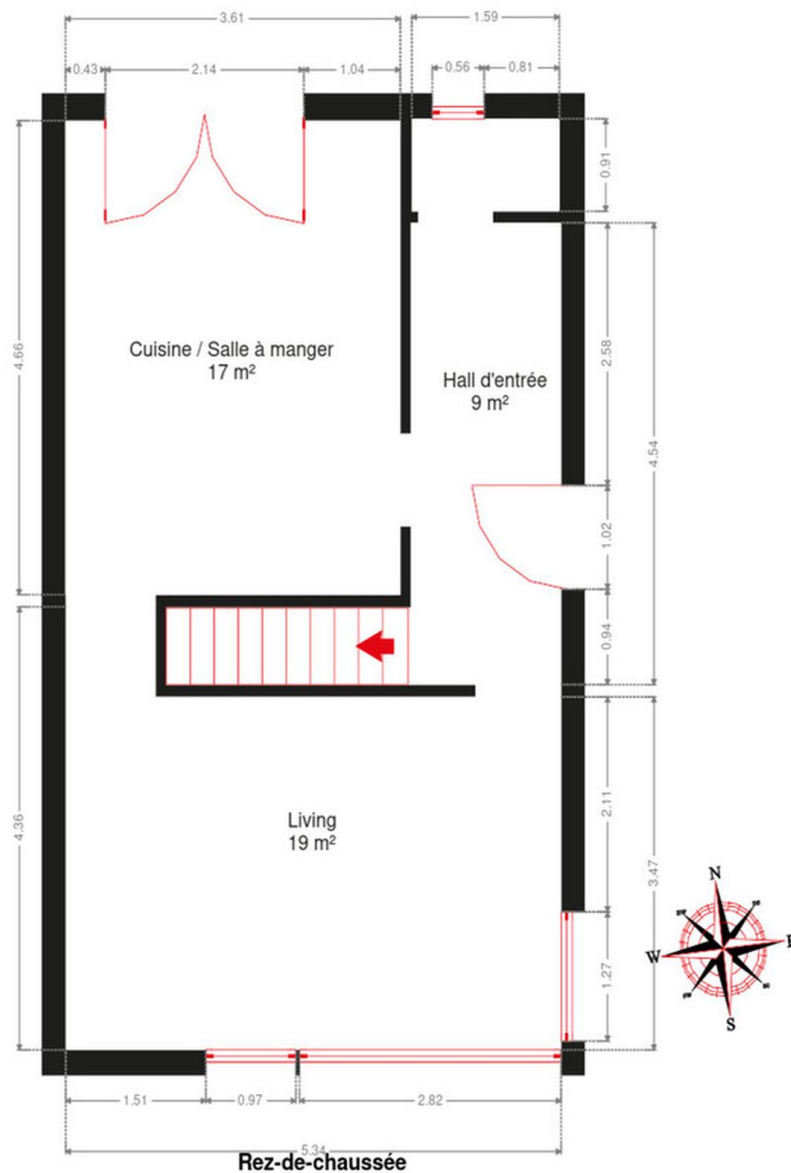 3.61
1.59
0.43
2.14
1.04
0.56
0.81
0.91
4.66
Cuisine / Salle à manger
17 m²
Hall d'entrée
9 m²
2.58
4.54
1.02
0.94
4.36
Living
19 m²
2.11
3.47
1.27
N
W
S
1.51
0.97
2.82
5.34
Rez-de-chaussée